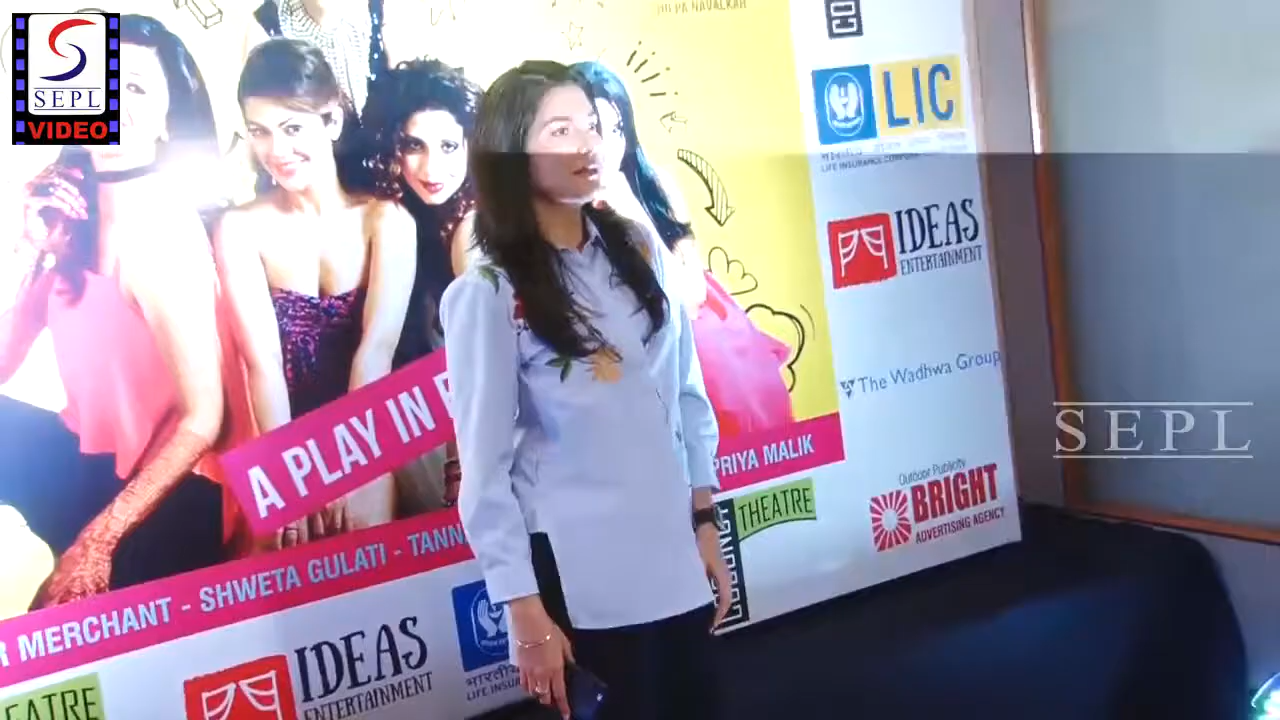 SEPL
VIDEO
LIC
LIFE INSURANCE CORPORA
IDEAS
ENTERTAINMENT
The Wadhwa Group
SEPL
Outdoor Publicity
BRIGHT
ADVERTISING AGENCY
A PLAY IN
PRIYA MALIK
THEATRE
MERCHANT - SHWETA GULATI - TANN
IDEAS
ENTERTAINMENT
भारतीय
LIFE INSU
EATRE